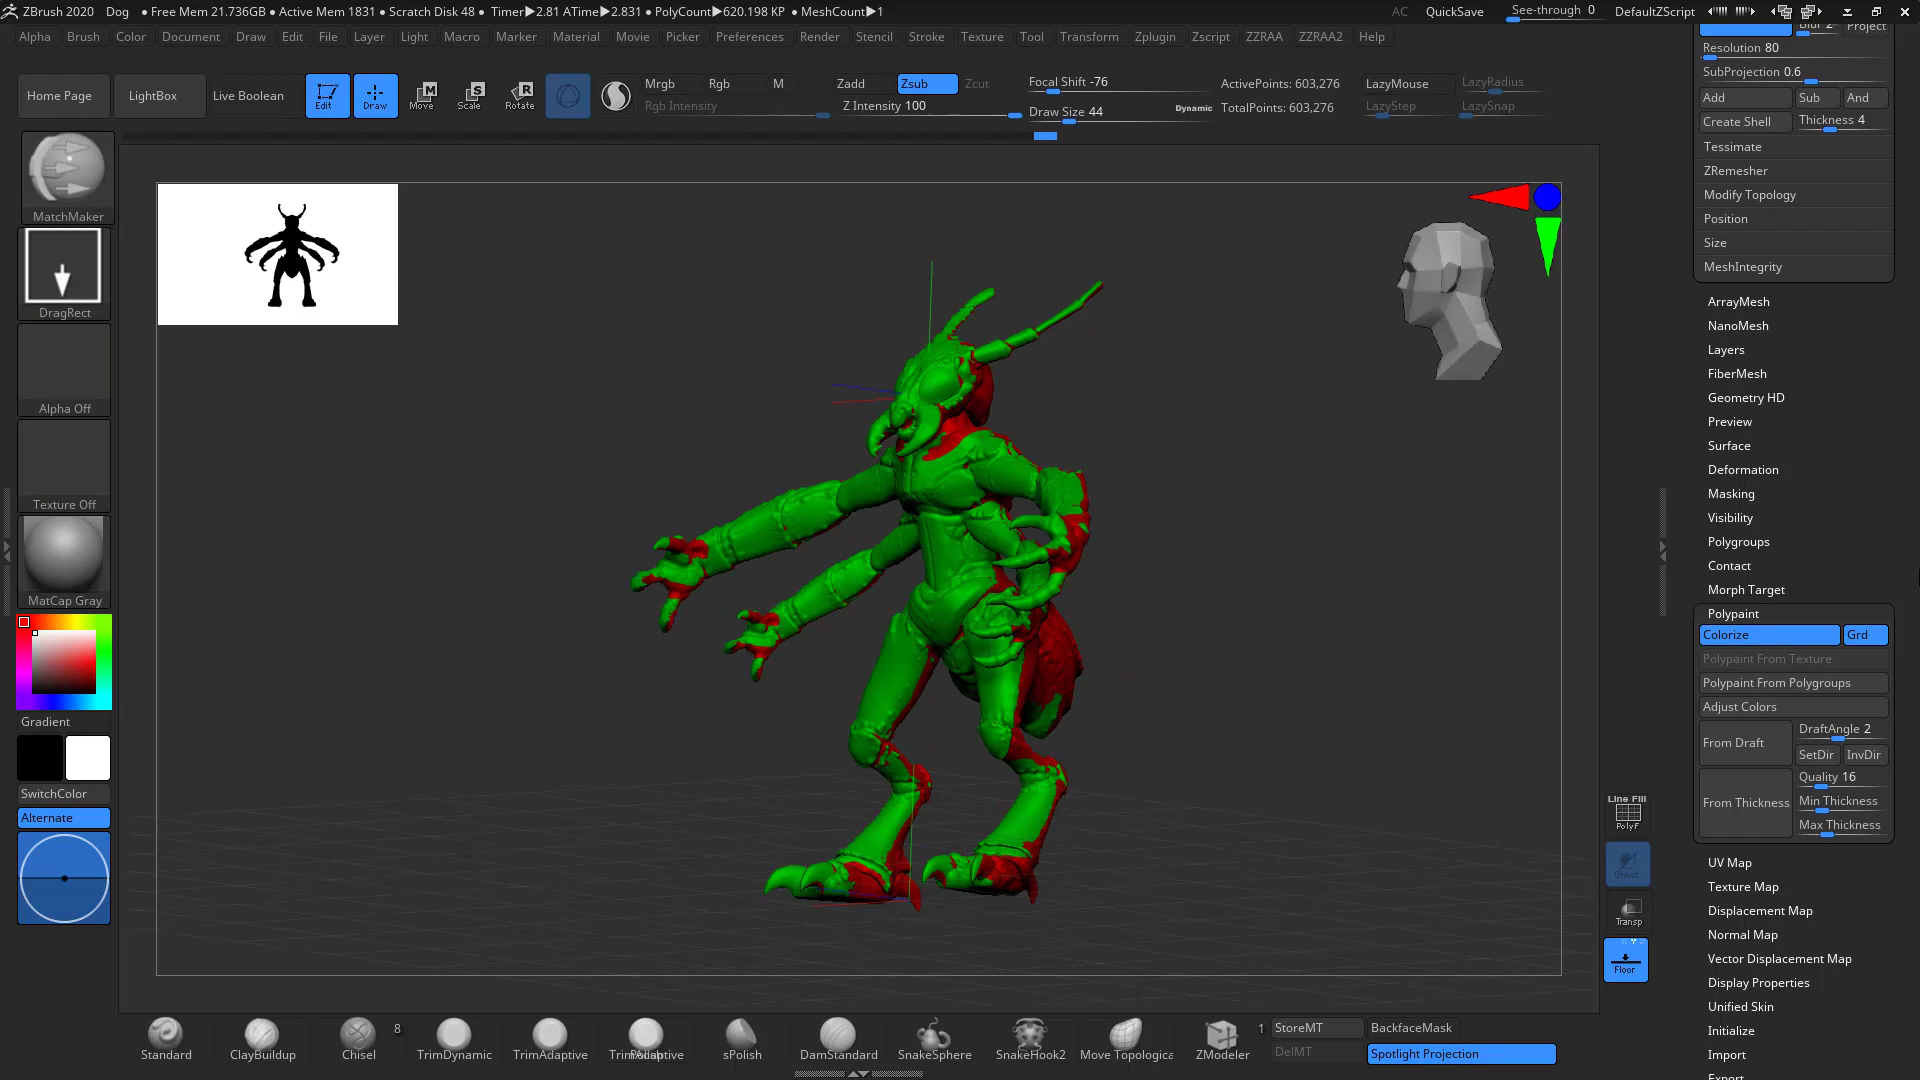 ZBrush 2020 Dog • Free Mem 21.736GB • Active Mem 1831 • Scratch Disk 48 • Timer▶2.81 ATime▶2.831 • PolyCount▶620.198 KP • MeshCount▶1 AC QuickSave See-through 0 DefaultZScript
Alpha Brush Color Document Draw Edit File Layer Light Macro Marker Material Movie Picker Preferences Render Stencil Stroke Texture Tool Transform Zplugin Zscript ZZRAA ZZRAA2 Help
Home Page LightBox Live Boolean Edit Draw Move Scale Rotate
Mrgb Rgb M
Rgb Intensity
Zadd Zsub Zcut
Z Intensity 100
Focal Shift -76
Draw Size 44 Dynamic
ActivePoints: 603,276
TotalPoints: 603,276
LazyMouse LazyRadius
LazyStep LazySnap
MatchMaker
DragRect
Alpha Off
Texture Off
MatCap Gray
Gradient
SwitchColor
Alternate
Line Fill
PolyF
Ghost
Transp
Floor
Blur 2 Project
Resolution 80
SubProjection 0.6
Add Sub And
Create Shell Thickness 4
Tessimate
ZRemesher
Modify Topology
Position
Size
MeshIntegrity
ArrayMesh
NanoMesh
Layers
FiberMesh
Geometry HD
Preview
Surface
Deformation
Masking
Visibility
Polygroups
Contact
Morph Target
Polypaint
Colorize Grd
Polypaint From Texture
Polypaint From Polygroups
Adjust Colors
From Draft DraftAngle 2
SetDir InvDir
From Thickness Quality 16
Min Thickness
Max Thickness
UV Map
Texture Map
Displacement Map
Normal Map
Vector Displacement Map
Display Properties
Unified Skin
Initialize
Import
Export
Standard ClayBuildup Chisel 8 TrimDynamic TrimAdaptive sPolish DamStandard SnakeSphere SnakeHook2 Move Topologica ZModeler 1
StoreMT BackfaceMask
DelMT Spotlight Projection